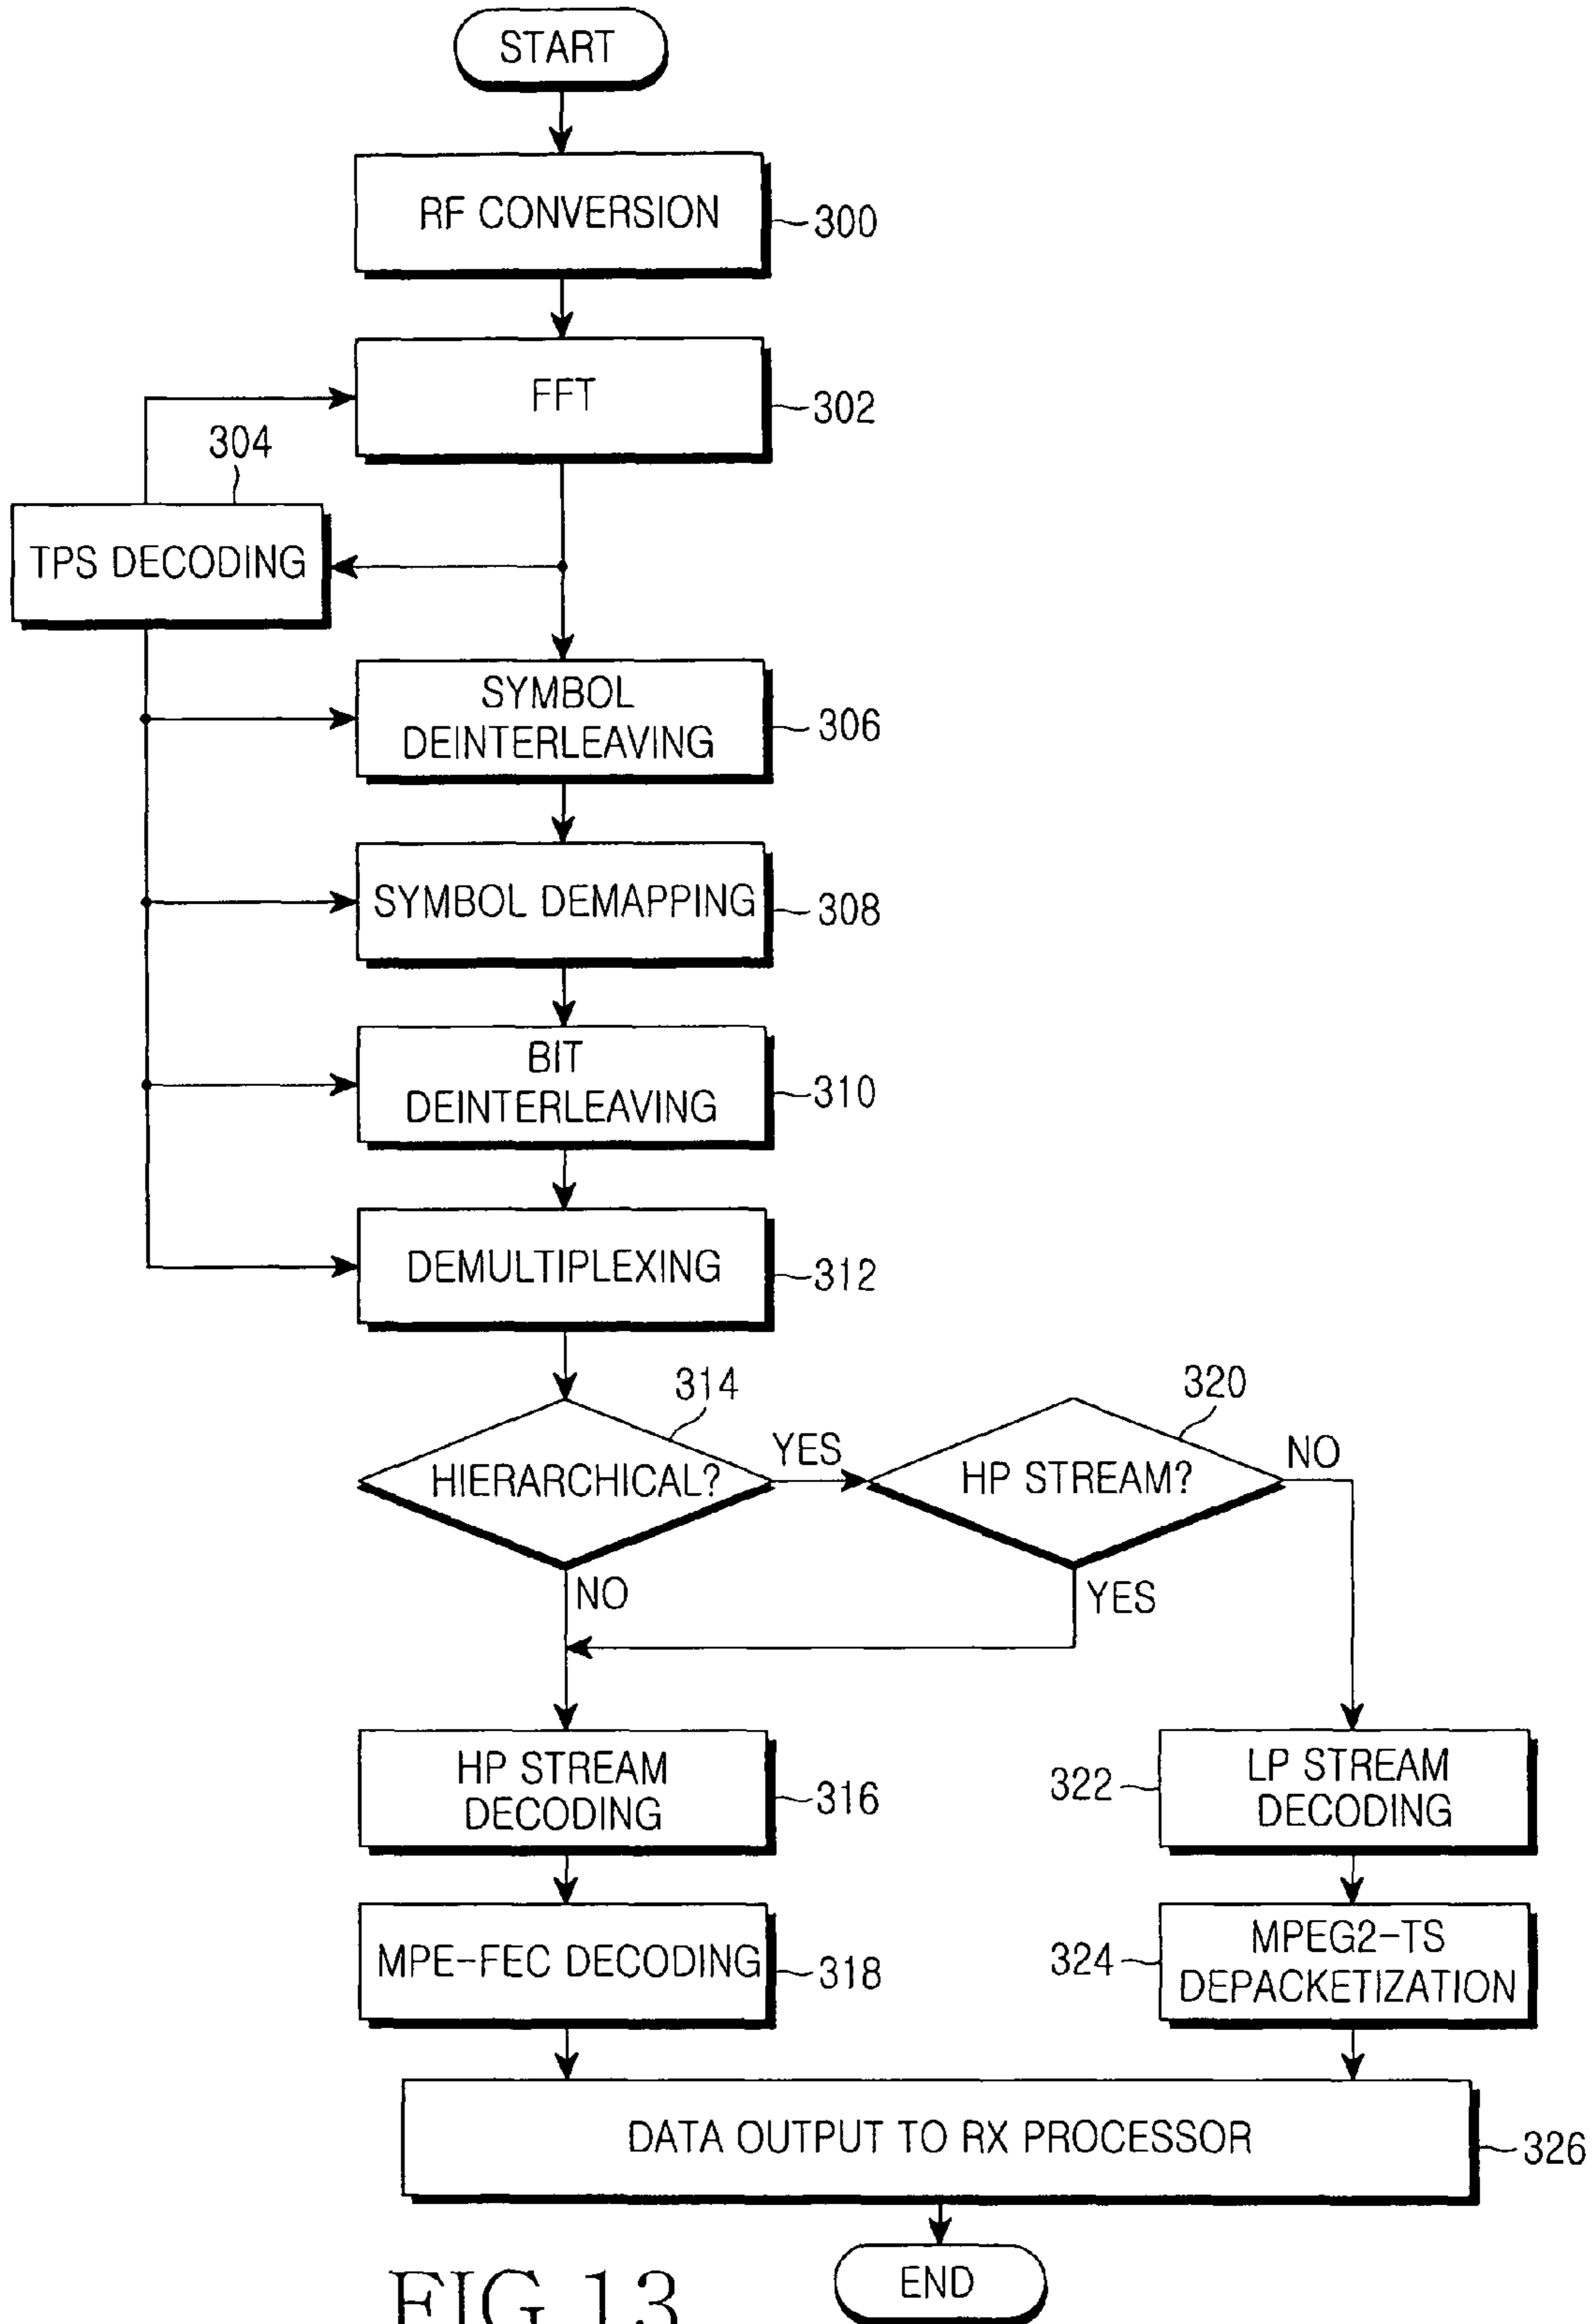 START
RF CONVERSION
300
FFT
302
304
TPS DECODING
SYMBOL
DEINTERLEAVING
306
SYMBOL DEMAPPING
308
BIT
DEINTERLEAVING
310
DEMULTIPLEXING
312
314
320
HIERARCHICAL?
YES
HP STREAM?
NO
NO
YES
HP STREAM
DECODING
316
322
LP STREAM
DECODING
MPE-FEC DECODING
318
324
MPEG2-TS
DEPACKETIZATION
DATA OUTPUT TO RX PROCESSOR
326
END
FIG.13